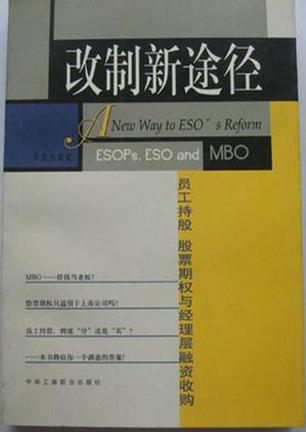 改制新途径
A New Way to ESO's Reform
ESOPs, ESO and MBO
员工持股 股票期权与经理层融资收购
MBO——借钱当老板?
股票期权只适用于上市公司吗?
员工持股,到底“分”还是“买”?
——本书将给你一个满意的答案!
中华工商联合出版社